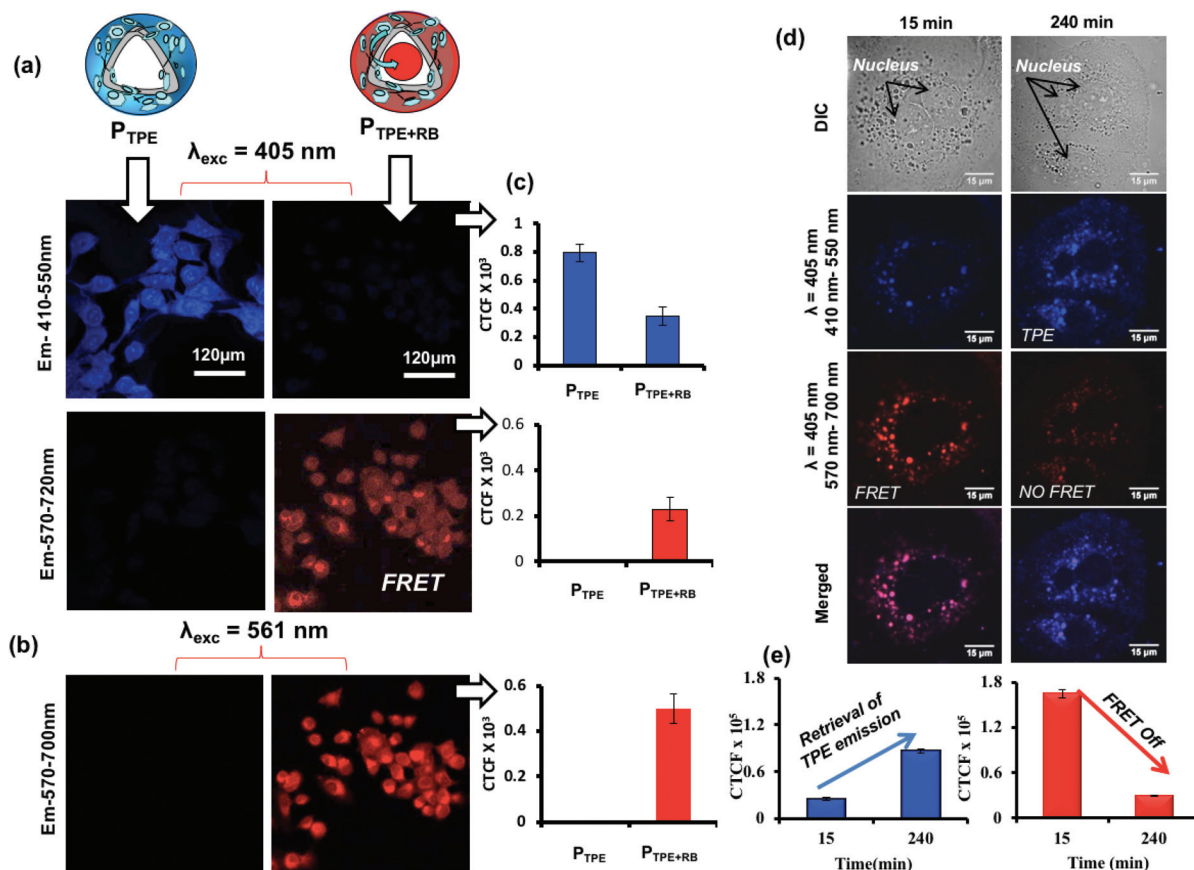 (a)
P_TPE
P_TPE+RB
λexc = 405 nm
Em- 410-550nm
120µm
120µm
Em-570-720nm
FRET
(c)
CTCF X 10³
1
0.8
0.6
0.4
0.2
0
P_TPE
P_TPE+RB
CTCF X 10³
0.6
0.4
0.2
0
P_TPE
P_TPE+RB
(b)
λexc = 561 nm
Em-570-700nm
CTCF X 10³
0.6
0.4
0.2
0
P_TPE
P_TPE+RB
(d)
15 min
240 min
DIC
Nucleus
15 µm
Nucleus
15 µm
λ = 405 nm
410 nm- 550 nm
15 µm
TPE
15 µm
λ = 405 nm
570 nm- 700 nm
FRET
15 µm
NO FRET
15 µm
Merged
15 µm
15 µm
(e)
CTCF x 10⁵
1.8
1.2
0.6
0
Retrieval of
TPE emission
15
240
Time(min)
CTCF x 10⁵
1.8
1.2
0.6
0
FRET Off
15
240
Time (min)